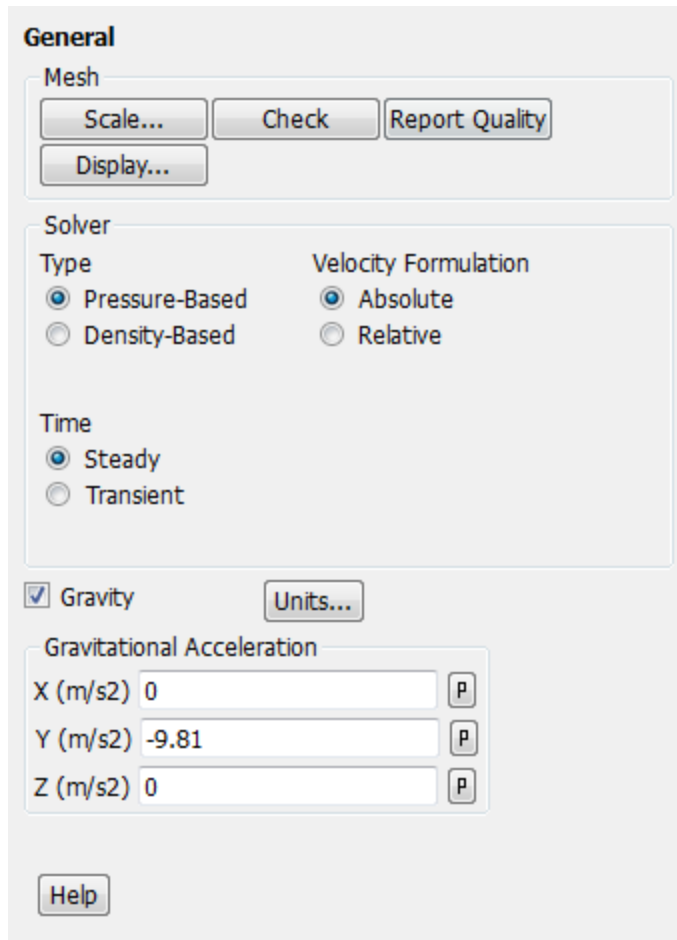 General
Mesh
Scale... Check Report Quality
Display...
Solver
Type Velocity Formulation
Pressure-Based Absolute
Density-Based Relative
Time
Steady
Transient
Gravity Units...
Gravitational Acceleration
X (m/s2) 0 P
Y (m/s2) -9.81 P
Z (m/s2) 0 P
Help